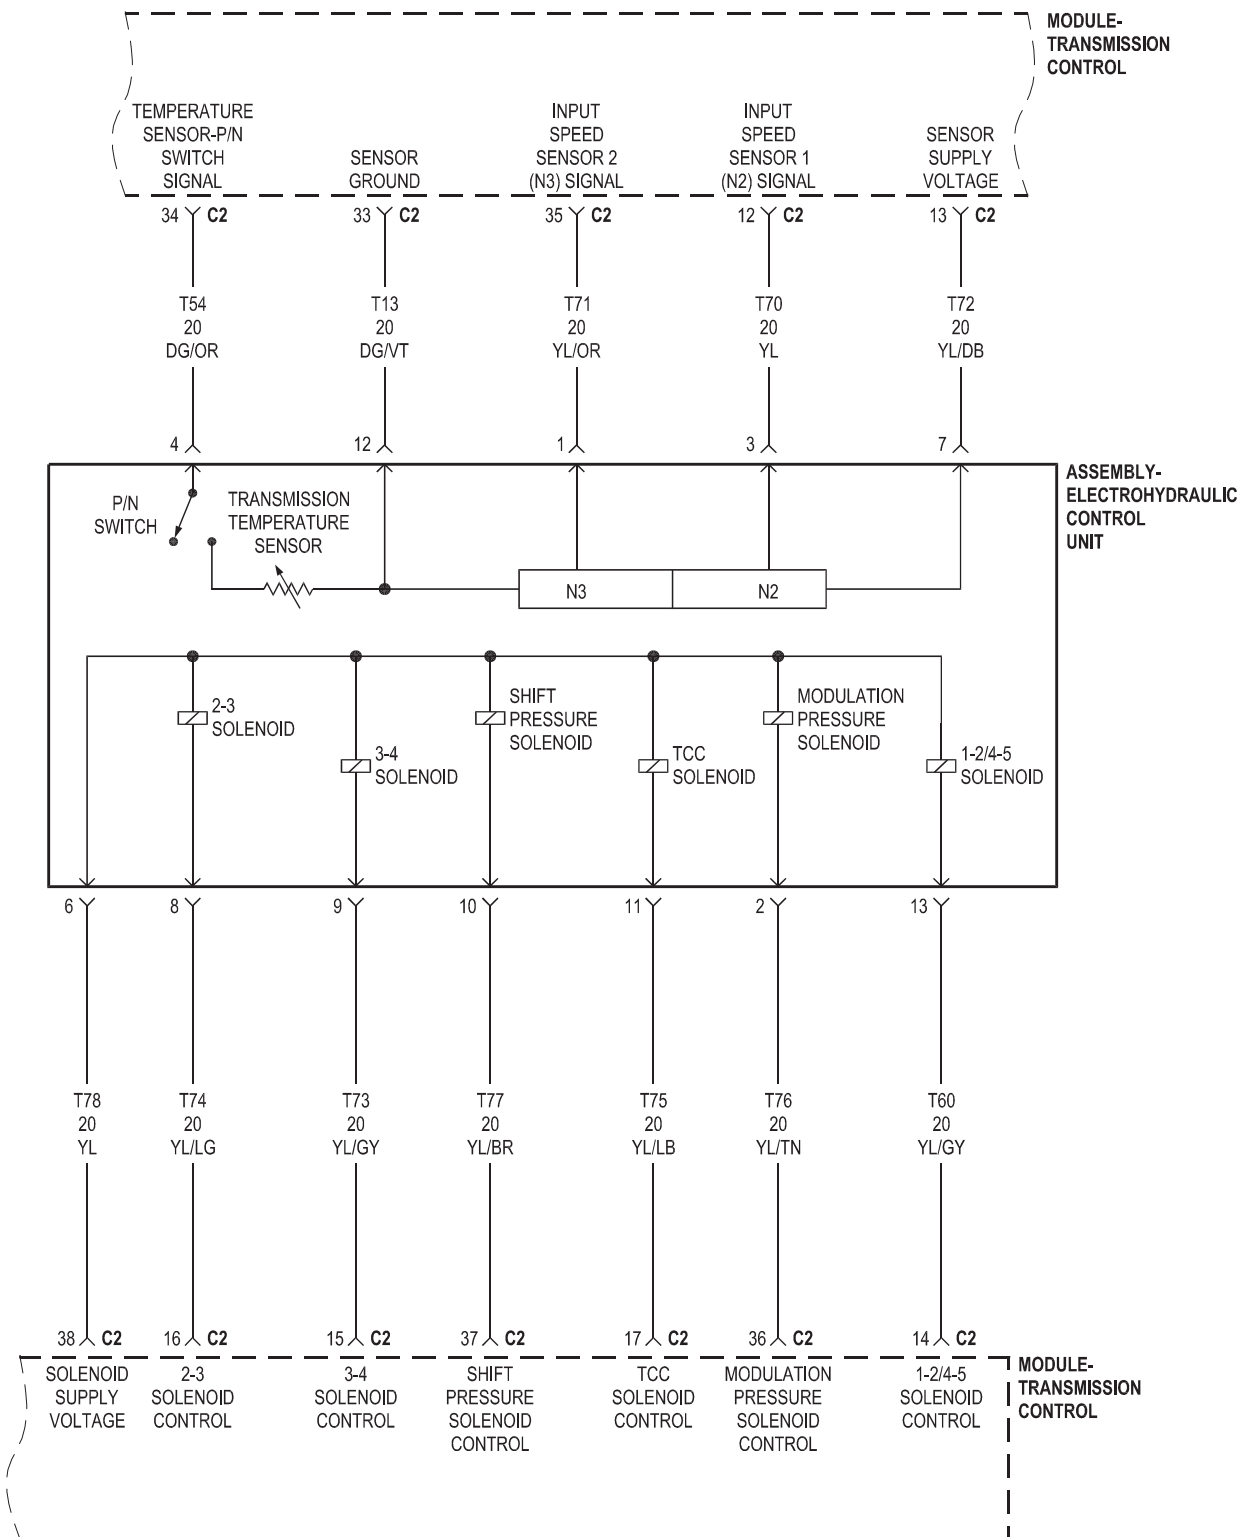 MODULE-
TRANSMISSION
CONTROL
TEMPERATURE
SENSOR-P/N
SWITCH
SIGNAL
SENSOR
GROUND
INPUT
SPEED
SENSOR 2
(N3) SIGNAL
INPUT
SPEED
SENSOR 1
(N2) SIGNAL
SENSOR
SUPPLY
VOLTAGE
34 C2
33 C2
35 C2
12 C2
13 C2
T54
20
DG/OR
T13
20
DG/VT
T71
20
YL/OR
T70
20
YL
T72
20
YL/DB
4
12
1
3
7
ASSEMBLY-
ELECTROHYDRAULIC
CONTROL
UNIT
P/N
SWITCH
TRANSMISSION
TEMPERATURE
SENSOR
N3
N2
2-3
SOLENOID
3-4
SOLENOID
SHIFT
PRESSURE
SOLENOID
TCC
SOLENOID
MODULATION
PRESSURE
SOLENOID
1-2/4-5
SOLENOID
6
8
9
10
11
2
13
T78
20
YL
T74
20
YL/LG
T73
20
YL/GY
T77
20
YL/BR
T75
20
YL/LB
T76
20
YL/TN
T60
20
YL/GY
38 C2
16 C2
15 C2
37 C2
17 C2
36 C2
14 C2
SOLENOID
SUPPLY
VOLTAGE
2-3
SOLENOID
CONTROL
3-4
SOLENOID
CONTROL
SHIFT
PRESSURE
SOLENOID
CONTROL
TCC
SOLENOID
CONTROL
MODULATION
PRESSURE
SOLENOID
CONTROL
1-2/4-5
SOLENOID
CONTROL
MODULE-
TRANSMISSION
CONTROL